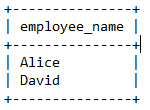 +---------------+
| employee_name |
+---------------+
| Alice         |
| David         |
+---------------+